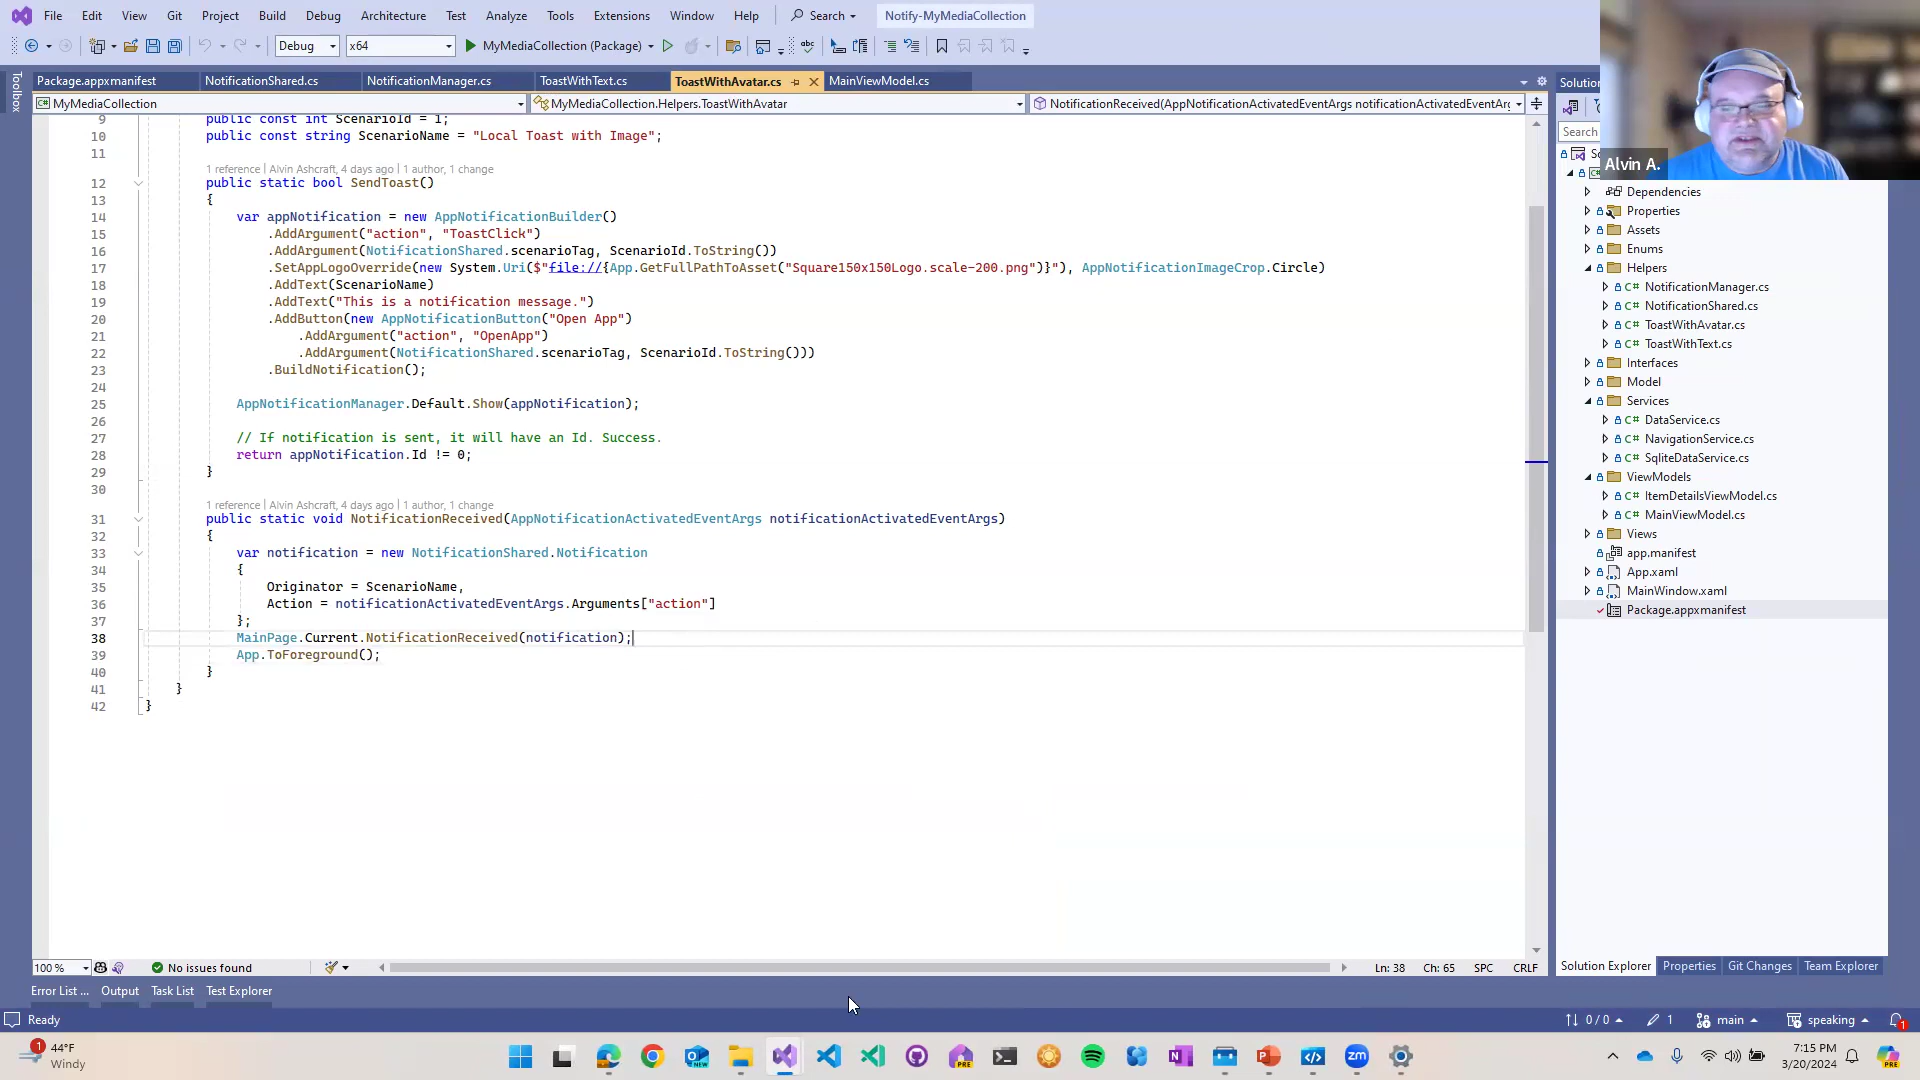 File Edit View Git Project Build Debug Architecture Test Analyze Tools Extensions Window Help Search Notify-MyMediaCollection
Debug x64 MyMediaCollection (Package)
Toolbox
Package.appxmanifest NotificationShared.cs NotificationManager.cs ToastWithText.cs ToastWithAvatar.cs MainViewModel.cs
MyMediaCollection MyMediaCollection.Helpers.ToastWithAvatar NotificationReceived(AppNotificationActivatedEventArgs notificationActivatedEventArg
9 public const int ScenarioId = 1;
10 public const string ScenarioName = "Local Toast with Image";
11
1 reference | Alvin Ashcraft, 4 days ago | 1 author, 1 change
12 public static bool SendToast()
13 {
14 var appNotification = new AppNotificationBuilder()
15 .AddArgument("action", "ToastClick")
16 .AddArgument(NotificationShared.scenarioTag, ScenarioId.ToString())
17 .SetAppLogoOverride(new System.Uri($"file://{App.GetFullPathToAsset("Square150x150Logo.scale-200.png")}"), AppNotificationImageCrop.Circle)
18 .AddText(ScenarioName)
19 .AddText("This is a notification message.")
20 .AddButton(new AppNotificationButton("Open App")
21 .AddArgument("action", "OpenApp")
22 .AddArgument(NotificationShared.scenarioTag, ScenarioId.ToString()))
23 .BuildNotification();
24
25 AppNotificationManager.Default.Show(appNotification);
26
27 // If notification is sent, it will have an Id. Success.
28 return appNotification.Id != 0;
29 }
30
1 reference | Alvin Ashcraft, 4 days ago | 1 author, 1 change
31 public static void NotificationReceived(AppNotificationActivatedEventArgs notificationActivatedEventArgs)
32 {
33 var notification = new NotificationShared.Notification
34 {
35 Originator = ScenarioName,
36 Action = notificationActivatedEventArgs.Arguments["action"]
37 };
38 MainPage.Current.NotificationReceived(notification);
39 App.ToForeground();
40 }
41 }
42 }
Solutio
Search
So
Alvin A.
Dependencies
Properties
Assets
Enums
Helpers
C# NotificationManager.cs
C# NotificationShared.cs
C# ToastWithAvatar.cs
C# ToastWithText.cs
Interfaces
Model
Services
C# DataService.cs
C# NavigationService.cs
C# SqliteDataService.cs
ViewModels
C# ItemDetailsViewModel.cs
C# MainViewModel.cs
Views
app.manifest
App.xaml
MainWindow.xaml
Package.appxmanifest
100 % No issues found Ln: 38 Ch: 65 SPC CRLF
Solution Explorer Properties Git Changes Team Explorer
Error List ... Output Task List Test Explorer
Ready 0 / 0 1 main speaking 1
1 44°F
Windy
NEW PRE
7:15 PM
3/20/2024
PRE